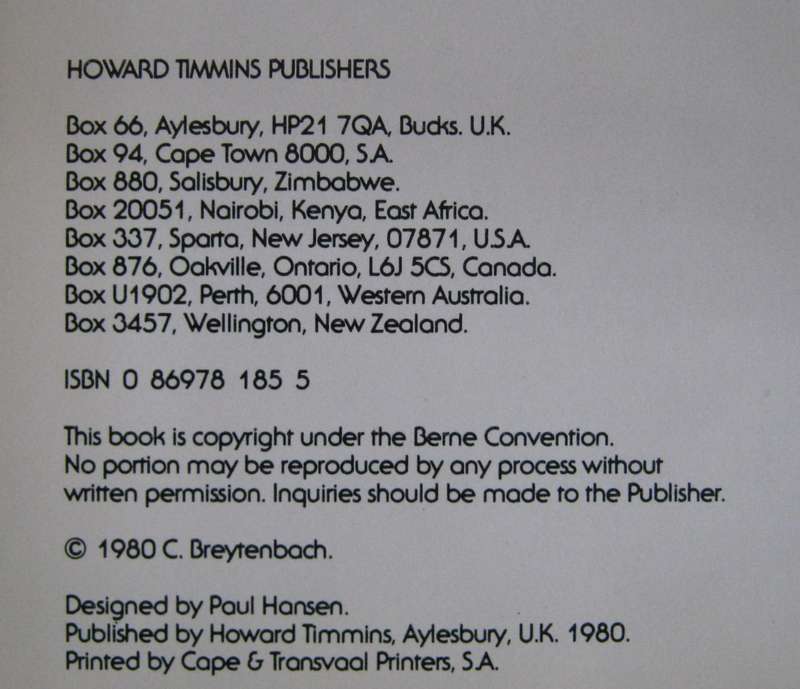 HOWARD TIMMINS PUBLISHERS
Box 66, Aylesbury, HP21 7QA, Bucks. U.K.
Box 94, Cape Town 8000, S.A.
Box 880, Salisbury, Zimbabwe.
Box 20051, Nairobi, Kenya, East Africa.
Box 337, Sparta, New Jersey, 07871, U.S.A.
Box 876, Oakville, Ontario, L6J 5CS, Canada.
Box U1902, Perth, 6001, Western Australia.
Box 3457, Wellington, New Zealand.
ISBN 0 86978 185 5
This book is copyright under the Berne Convention.
No portion may be reproduced by any process without
written permission. Inquiries should be made to the Publisher.
© 1980 C. Breytenbach.
Designed by Paul Hansen.
Published by Howard Timmins, Aylesbury, U.K. 1980.
Printed by Cape & Transvaal Printers, S.A.